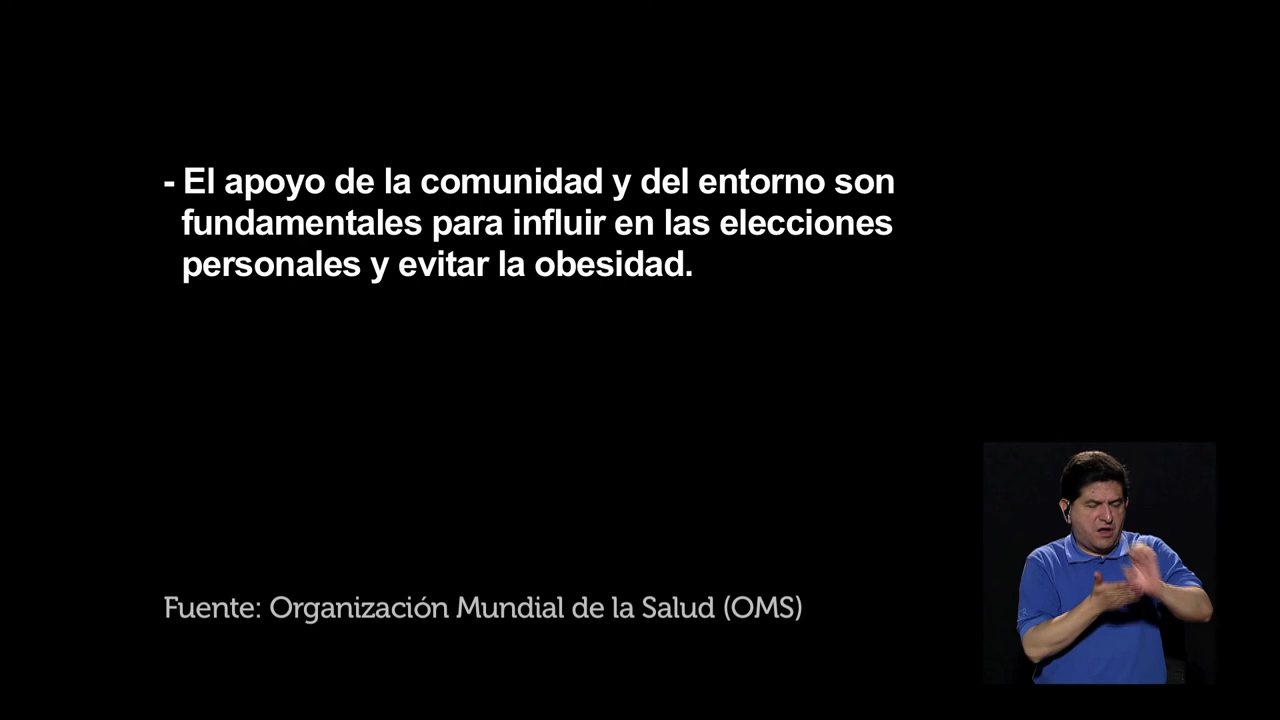 - El apoyo de la comunidad y del entorno son
fundamentales para influir en las elecciones
personales y evitar la obesidad.
Fuente: Organización Mundial de la Salud (OMS)